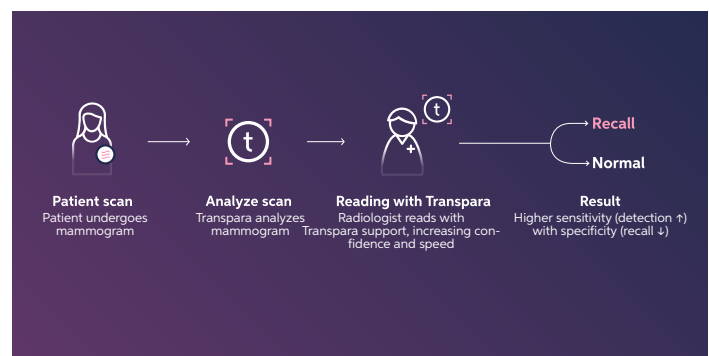 t
t
Recall
Normal
Patient scan
Patient undergoes
mammogram
Analyze scan
Transpara analyzes
mammogram
Reading with Transpara
Radiologist reads with
Transpara support, increasing con-
fidence and speed
Result
Higher sensitivity (detection ↑)
with specificity (recall ↓)